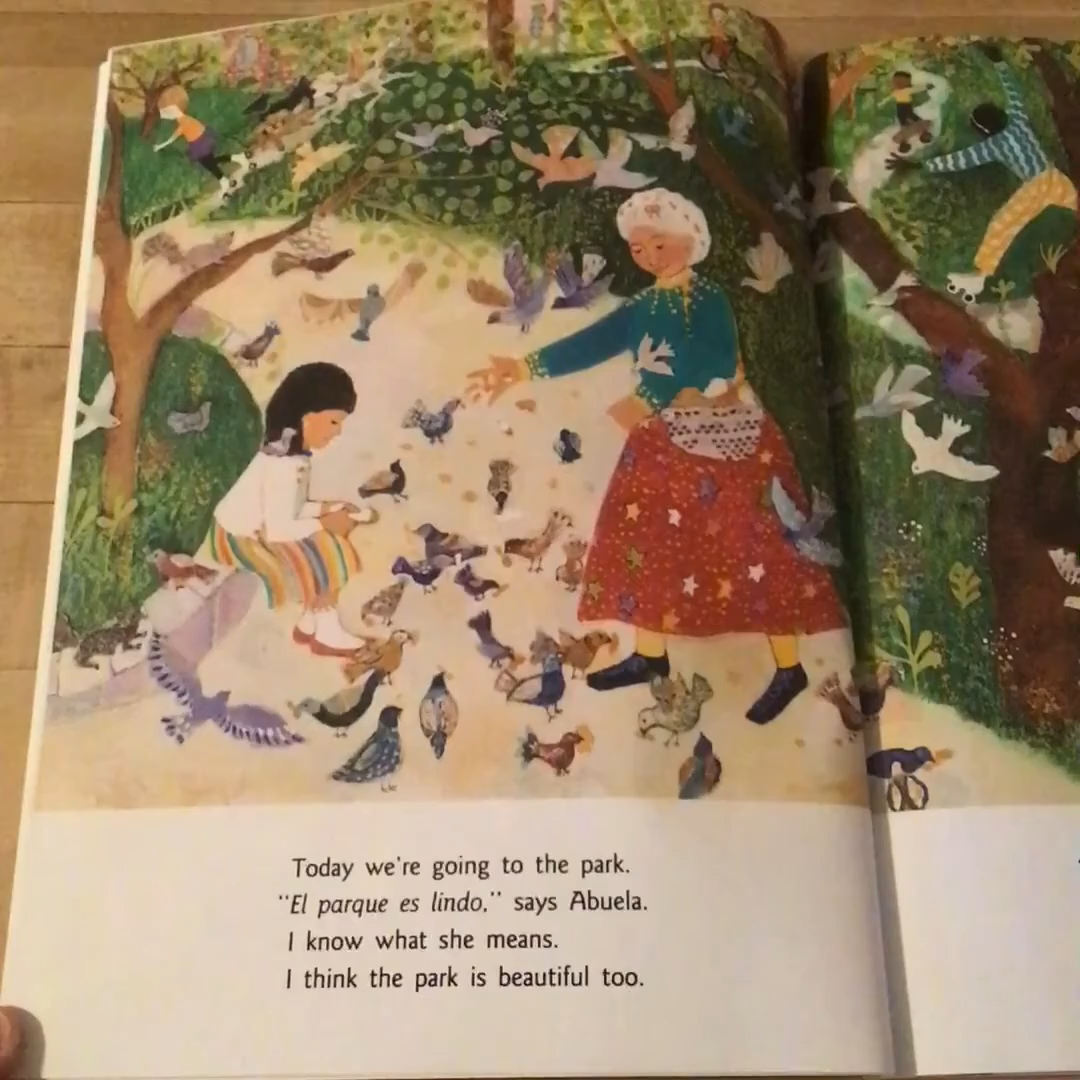 Today we're going to the park.
"El parque es lindo," says Abuela.
I know what she means.
I think the park is beautiful too.